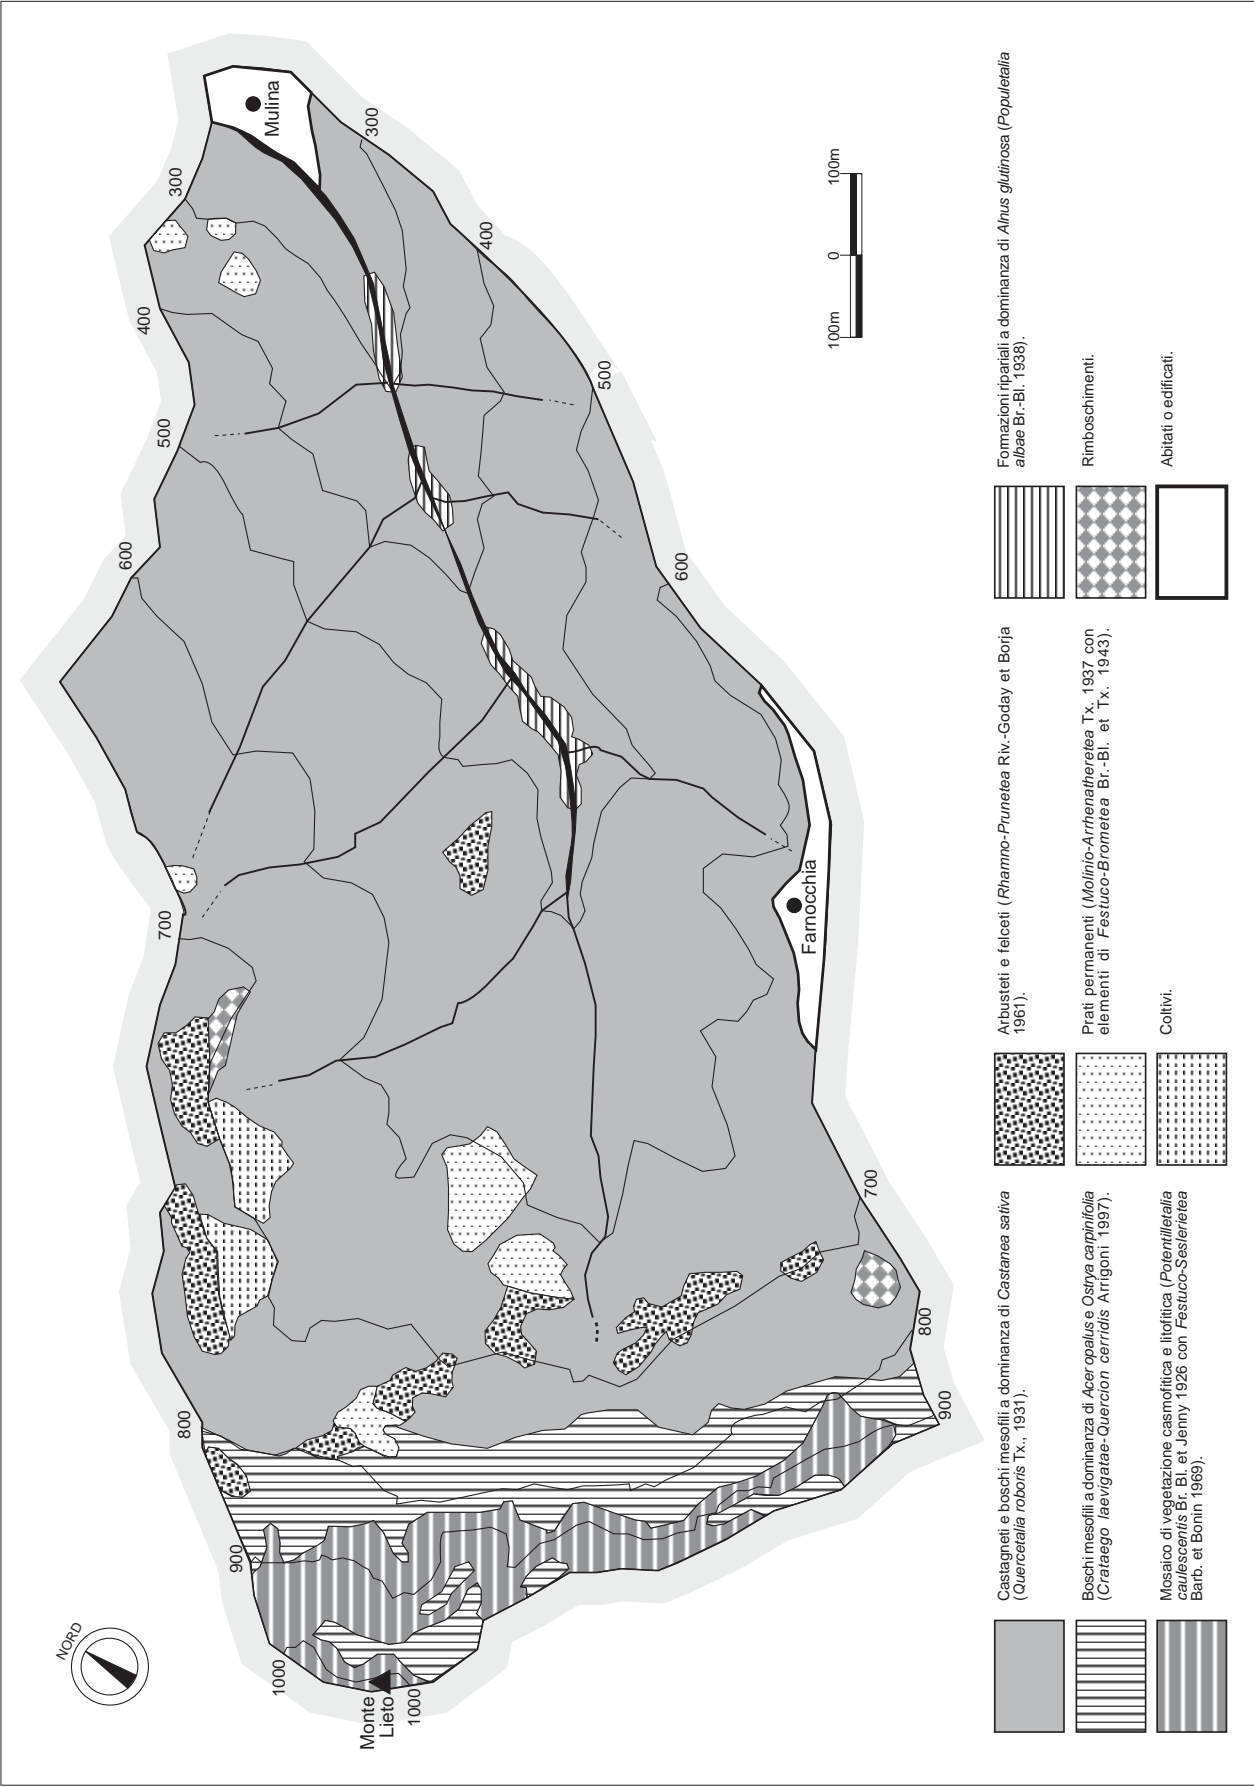 NORD
Monte
Lieto
1000
1000
900
800
700
600
500
400
300
Mulina
300
400
500
600
Farnocchia
700
800
900
100m 0 100m
Castagneti e boschi mesofili a dominanza di Castanea sativa
(Quercetalia roboris Tx., 1931).
Boschi mesofili a dominanza di Acer opalus e Ostrya carpinifolia
(Crataego laevigatae-Quercion cerridis Arrigoni 1997).
Mosaico di vegetazione casmofitica e litofitica (Potentilletalia
caulescentis Br. Bl. et Jenny 1926 con Festuco-Seslerietea
Barb. et Bonin 1969).
Arbusteti e felceti (Rhamno-Prunetea Riv.-Goday et Borja
1961).
Prati permanenti (Molinio-Arrhenatheretea Tx. 1937 con
elementi di Festuco-Brometea Br.-Bl. et Tx. 1943).
Coltivi.
Formazioni ripariali a dominanza di Alnus glutinosa (Populetalia
albae Br.-Bl. 1938).
Rimboschimenti.
Abitati o edificati.